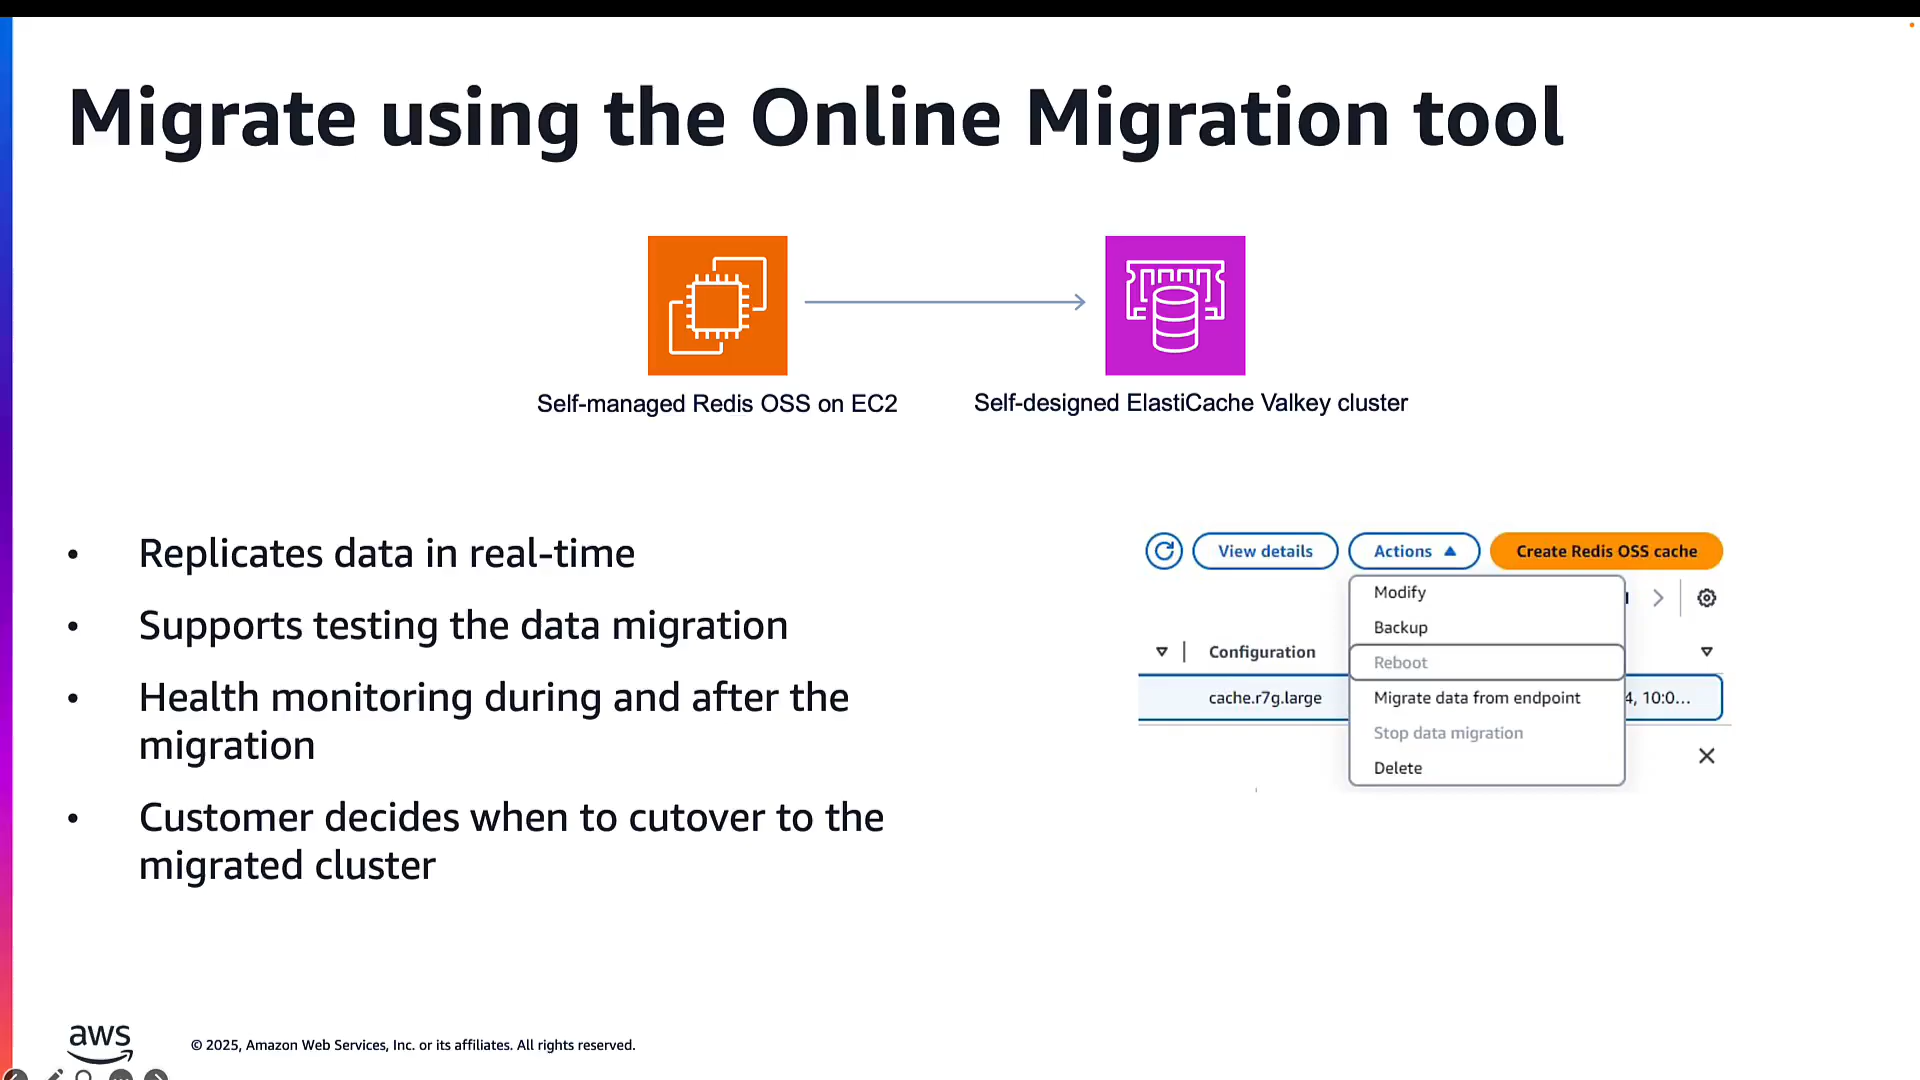 Migrate using the Online Migration tool
Self-managed Redis OSS on EC2
Self-designed ElastiCache Valkey cluster
• Replicates data in real-time
• Supports testing the data migration
• Health monitoring during and after the
migration
• Customer decides when to cutover to the
migrated cluster
View details
Actions
Create Redis OSS cache
Modify
Backup
Configuration
Reboot
cache.r7g.large
Migrate data from endpoint
4, 10:0...
Stop data migration
Delete
aws
© 2025, Amazon Web Services, Inc. or its affiliates. All rights reserved.